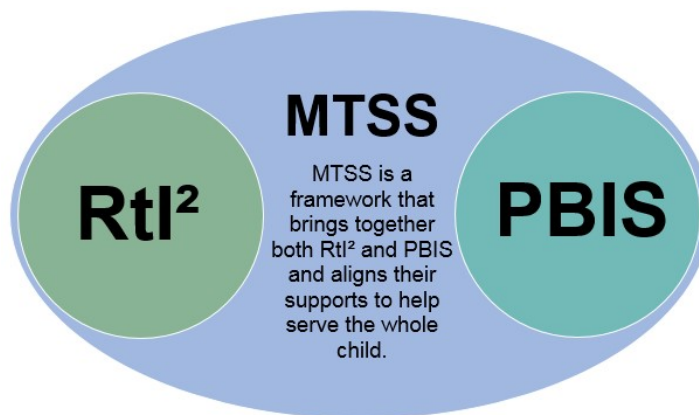 RtI²
MTSS
MTSS is a
framework that
brings together
both RtI² and PBIS
and aligns their
supports to help
serve the whole
child.
PBIS